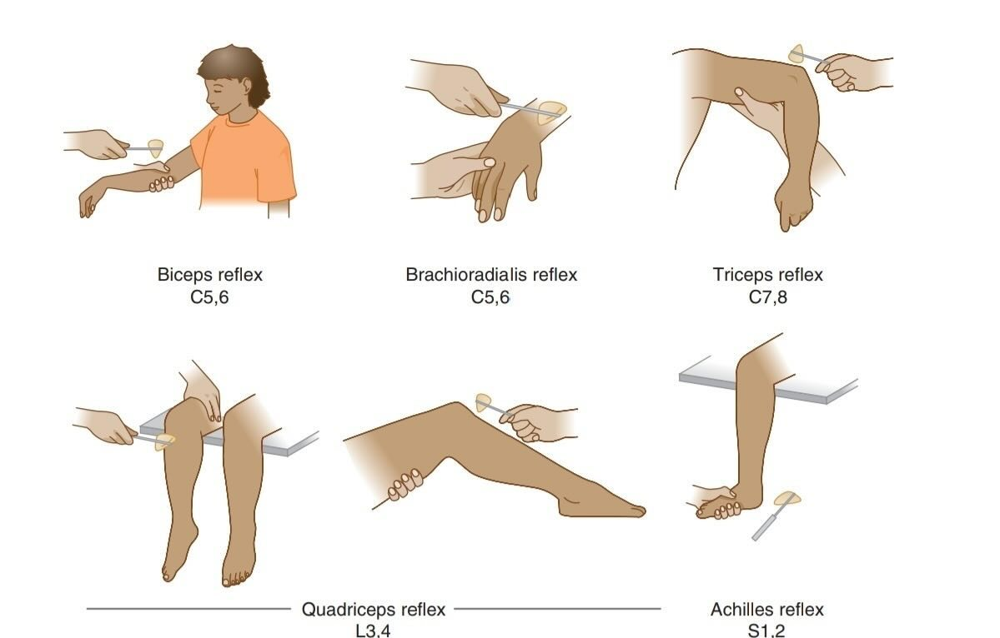 Biceps reflex
C5,6
Brachioradialis reflex
C5,6
Triceps reflex
C7,8
Quadriceps reflex
L3,4
Achilles reflex
S1,2